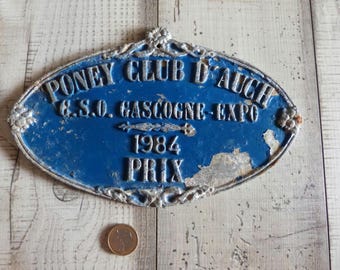 PONEY CLUB D'AUCH
C.S.O. GASCOGNE-EXPO
1984
PRIX